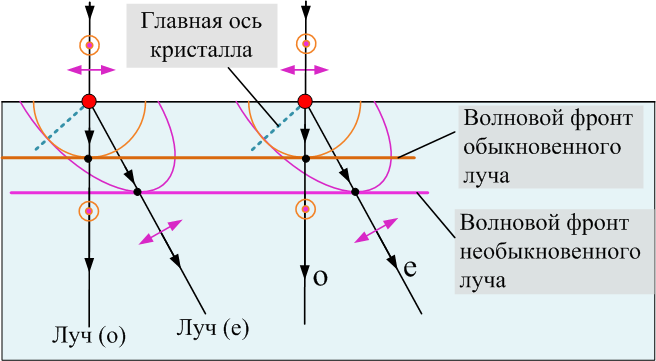 Главная ось
кристалла
Волновой фронт
обыкновенного
луча
Волновой фронт
необыкновенного
луча
о
е
Луч (о)
Луч (е)